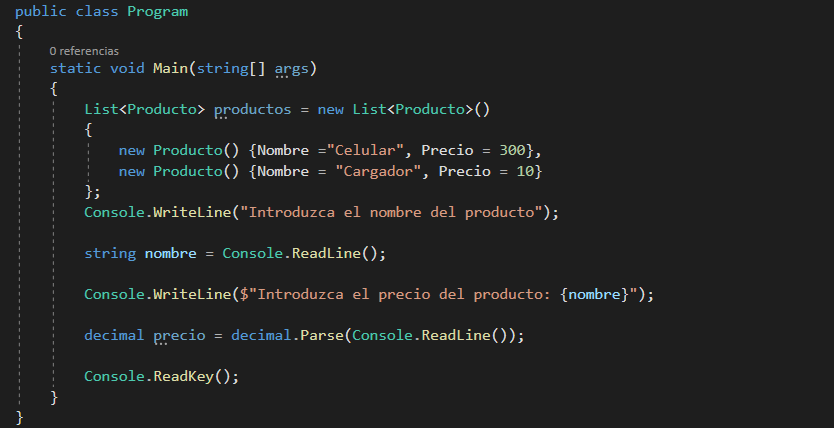 public class Program
{
0 referencias
static void Main(string[] args)
{
List<Producto> productos = new List<Producto>()
{
new Producto() {Nombre ="Celular", Precio = 300},
new Producto() {Nombre = "Cargador", Precio = 10}
};
Console.WriteLine("Introduzca el nombre del producto");
string nombre = Console.ReadLine();
Console.WriteLine($"Introduzca el precio del producto: {nombre}");
decimal precio = decimal.Parse(Console.ReadLine());
Console.ReadKey();
}
}